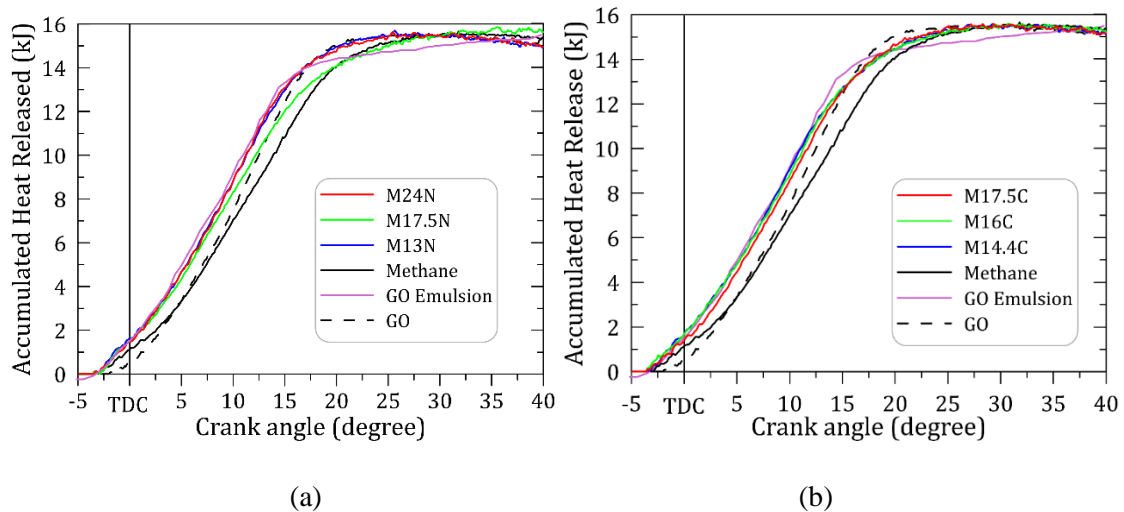 Accumulated Heat Released (kJ)
16
14
12
10
8
6
4
2
0
M24N
M17.5N
M13N
Methane
GO Emulsion
GO
-5 TDC 5 10 15 20 25 30 35 40
Crank angle (degree)
(a)
Accumulated Heat Release (kJ)
16
14
12
10
8
6
4
2
0
M17.5C
M16C
M14.4C
Methane
GO Emulsion
GO
-5 TDC 5 10 15 20 25 30 35 40
Crank angle (degree)
(b)